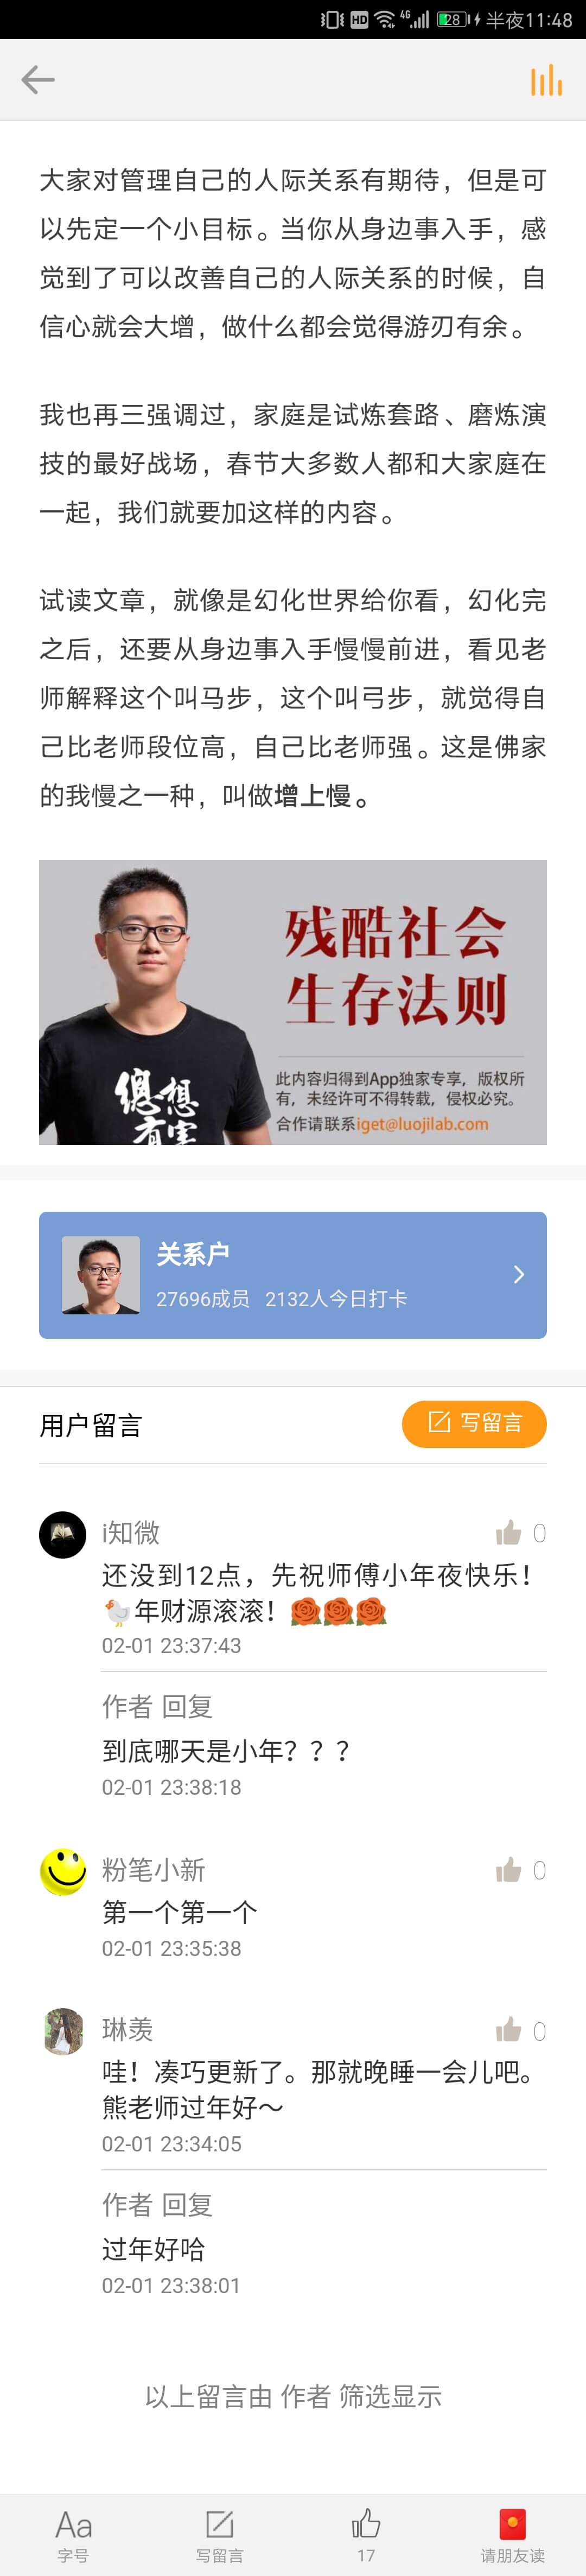 HD 4G 28 半夜11:48
大家对管理自己的人际关系有期待，但是可
以先定一个小目标。当你从身边事入手，感
觉到了可以改善自己的人际关系的时候，自
信心就会大增，做什么都会觉得游刃有余。
我也再三强调过，家庭是试炼套路、磨炼演
技的最好战场，春节大多数人都和大家庭在
一起，我们就要加这样的内容。
试读文章，就像是幻化世界给你看，幻化完
之后，还要从身边事入手慢慢前进，看见老
师解释这个叫马步，这个叫弓步，就觉得自
己比老师段位高，自己比老师强。这是佛家
的我慢之一种，叫做增上慢。
残酷社会
生存法则
此内容归得到App独家专享，版权所
有，未经许可不得转载，侵权必究。
合作请联系iget@luojilab.com
关系户
27696成员 2132人今日打卡
用户留言
写留言
i知微 0
还没到12点，先祝师傅小年夜快乐！
🐓年财源滚滚！🌹🌹🌹
02-01 23:37:43
作者 回复
到底哪天是小年？？？
02-01 23:38:18
粉笔小新 0
第一个第一个
02-01 23:35:38
琳羡 0
哇！凑巧更新了。那就晚睡一会儿吧。
熊老师过年好～
02-01 23:34:05
作者 回复
过年好哈
02-01 23:38:01
以上留言由 作者 筛选显示
Aa
字号 写留言 17 请朋友读